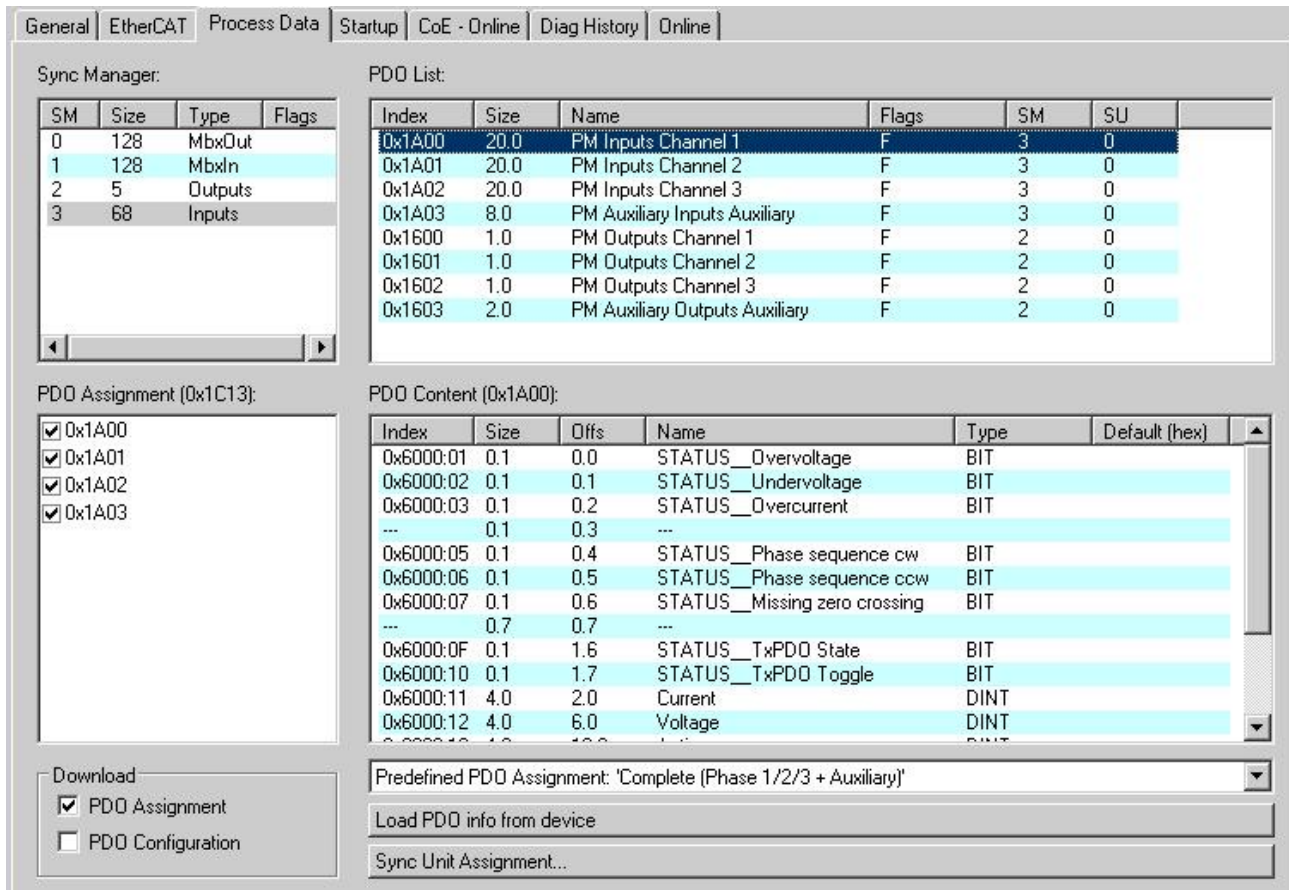 General EtherCAT Process Data Startup CoE - Online Diag History Online
Sync Manager:
SM Size Type Flags
0 128 MbxOut
1 128 MbxIn
2 5 Outputs
3 68 Inputs
PDO List:
Index Size Name Flags SM SU
0x1A00 20.0 PM Inputs Channel 1 F 3 0
0x1A01 20.0 PM Inputs Channel 2 F 3 0
0x1A02 20.0 PM Inputs Channel 3 F 3 0
0x1A03 8.0 PM Auxiliary Inputs Auxiliary F 3 0
0x1600 1.0 PM Outputs Channel 1 F 2 0
0x1601 1.0 PM Outputs Channel 2 F 2 0
0x1602 1.0 PM Outputs Channel 3 F 2 0
0x1603 2.0 PM Auxiliary Outputs Auxiliary F 2 0
PDO Assignment (0x1C13):
0x1A00
0x1A01
0x1A02
0x1A03
PDO Content (0x1A00):
Index Size Offs Name Type Default (hex)
0x6000:01 0.1 0.0 STATUS__Overvoltage BIT
0x6000:02 0.1 0.1 STATUS__Undervoltage BIT
0x6000:03 0.1 0.2 STATUS__Overcurrent BIT
--- 0.1 0.3 ---
0x6000:05 0.1 0.4 STATUS__Phase sequence cw BIT
0x6000:06 0.1 0.5 STATUS__Phase sequence ccw BIT
0x6000:07 0.1 0.6 STATUS__Missing zero crossing BIT
--- 0.7 0.7 ---
0x6000:0F 0.1 1.6 STATUS__TxPDO State BIT
0x6000:10 0.1 1.7 STATUS__TxPDO Toggle BIT
0x6000:11 4.0 2.0 Current DINT
0x6000:12 4.0 6.0 Voltage DINT
Download
PDO Assignment
PDO Configuration
Predefined PDO Assignment: 'Complete (Phase 1/2/3 + Auxiliary)'
Load PDO info from device
Sync Unit Assignment...